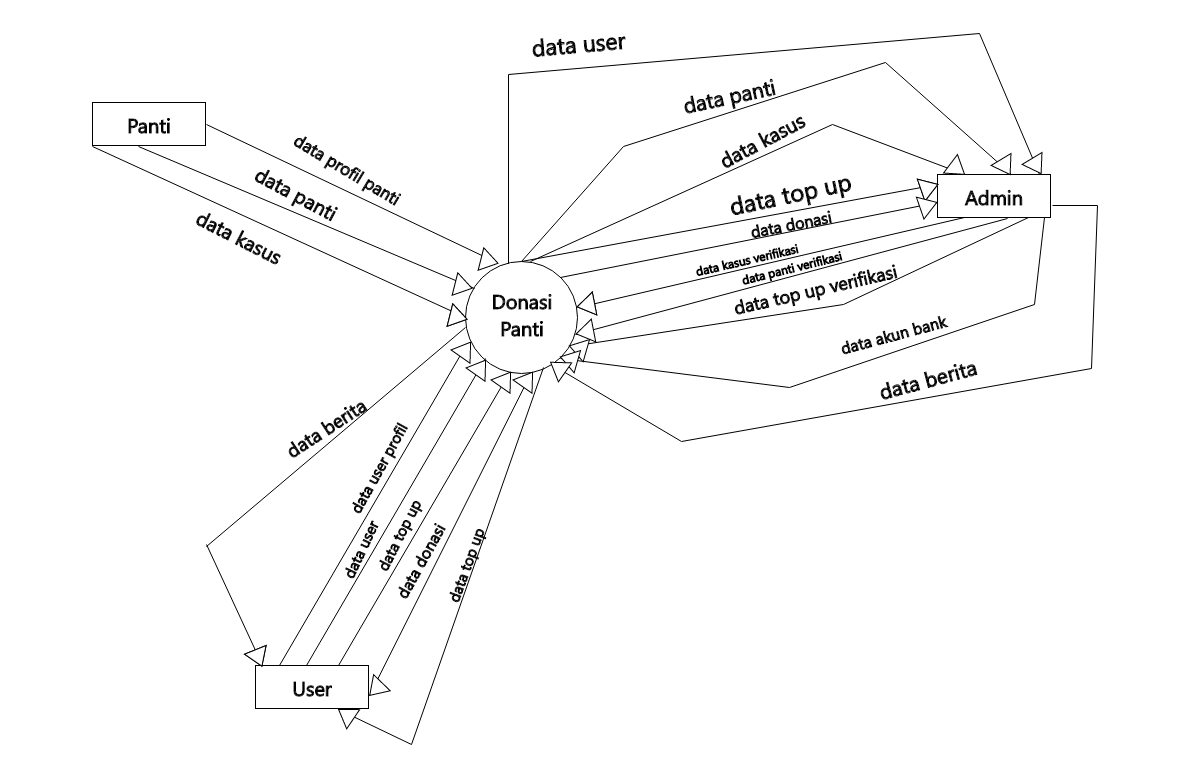 data user
data panti
Panti
data kasus
data profil panti
data panti
data top up
Admin
data kasus
data donasi
data kasus verifikasi
data panti verifikasi
Donasi
Panti
data top up verifikasi
data akun bank
data berita
data berita
data user profil
data user
data top up
data donasi
data top up
User